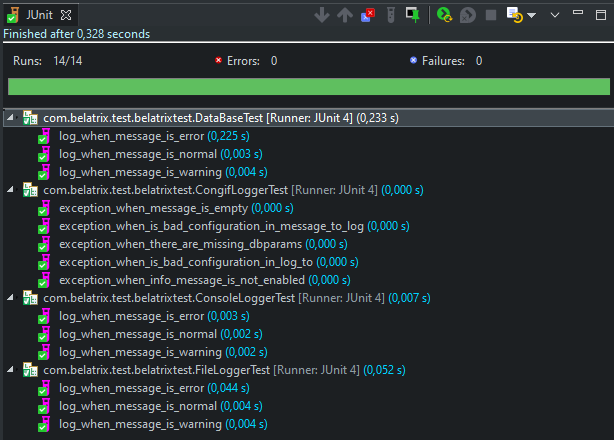 JUnit
Finished after 0,328 seconds
Runs: 14/14 Errors: 0 Failures: 0
com.belatrix.test.belatrixtest.DataBaseTest [Runner: JUnit 4] (0,233 s)
log_when_message_is_error (0,225 s)
log_when_message_is_normal (0,003 s)
log_when_message_is_warning (0,004 s)
com.belatrix.test.belatrixtest.CongifLoggerTest [Runner: JUnit 4] (0,000 s)
exception_when_message_is_empty (0,000 s)
exception_when_is_bad_configuration_in_message_to_log (0,000 s)
exception_when_there_are_missing_dbparams (0,000 s)
exception_when_is_bad_configuration_in_log_to (0,000 s)
exception_when_info_message_is_not_enabled (0,000 s)
com.belatrix.test.belatrixtest.ConsoleLoggerTest [Runner: JUnit 4] (0,007 s)
log_when_message_is_error (0,003 s)
log_when_message_is_normal (0,002 s)
log_when_message_is_warning (0,002 s)
com.belatrix.test.belatrixtest.FileLoggerTest [Runner: JUnit 4] (0,052 s)
log_when_message_is_error (0,044 s)
log_when_message_is_normal (0,004 s)
log_when_message_is_warning (0,004 s)